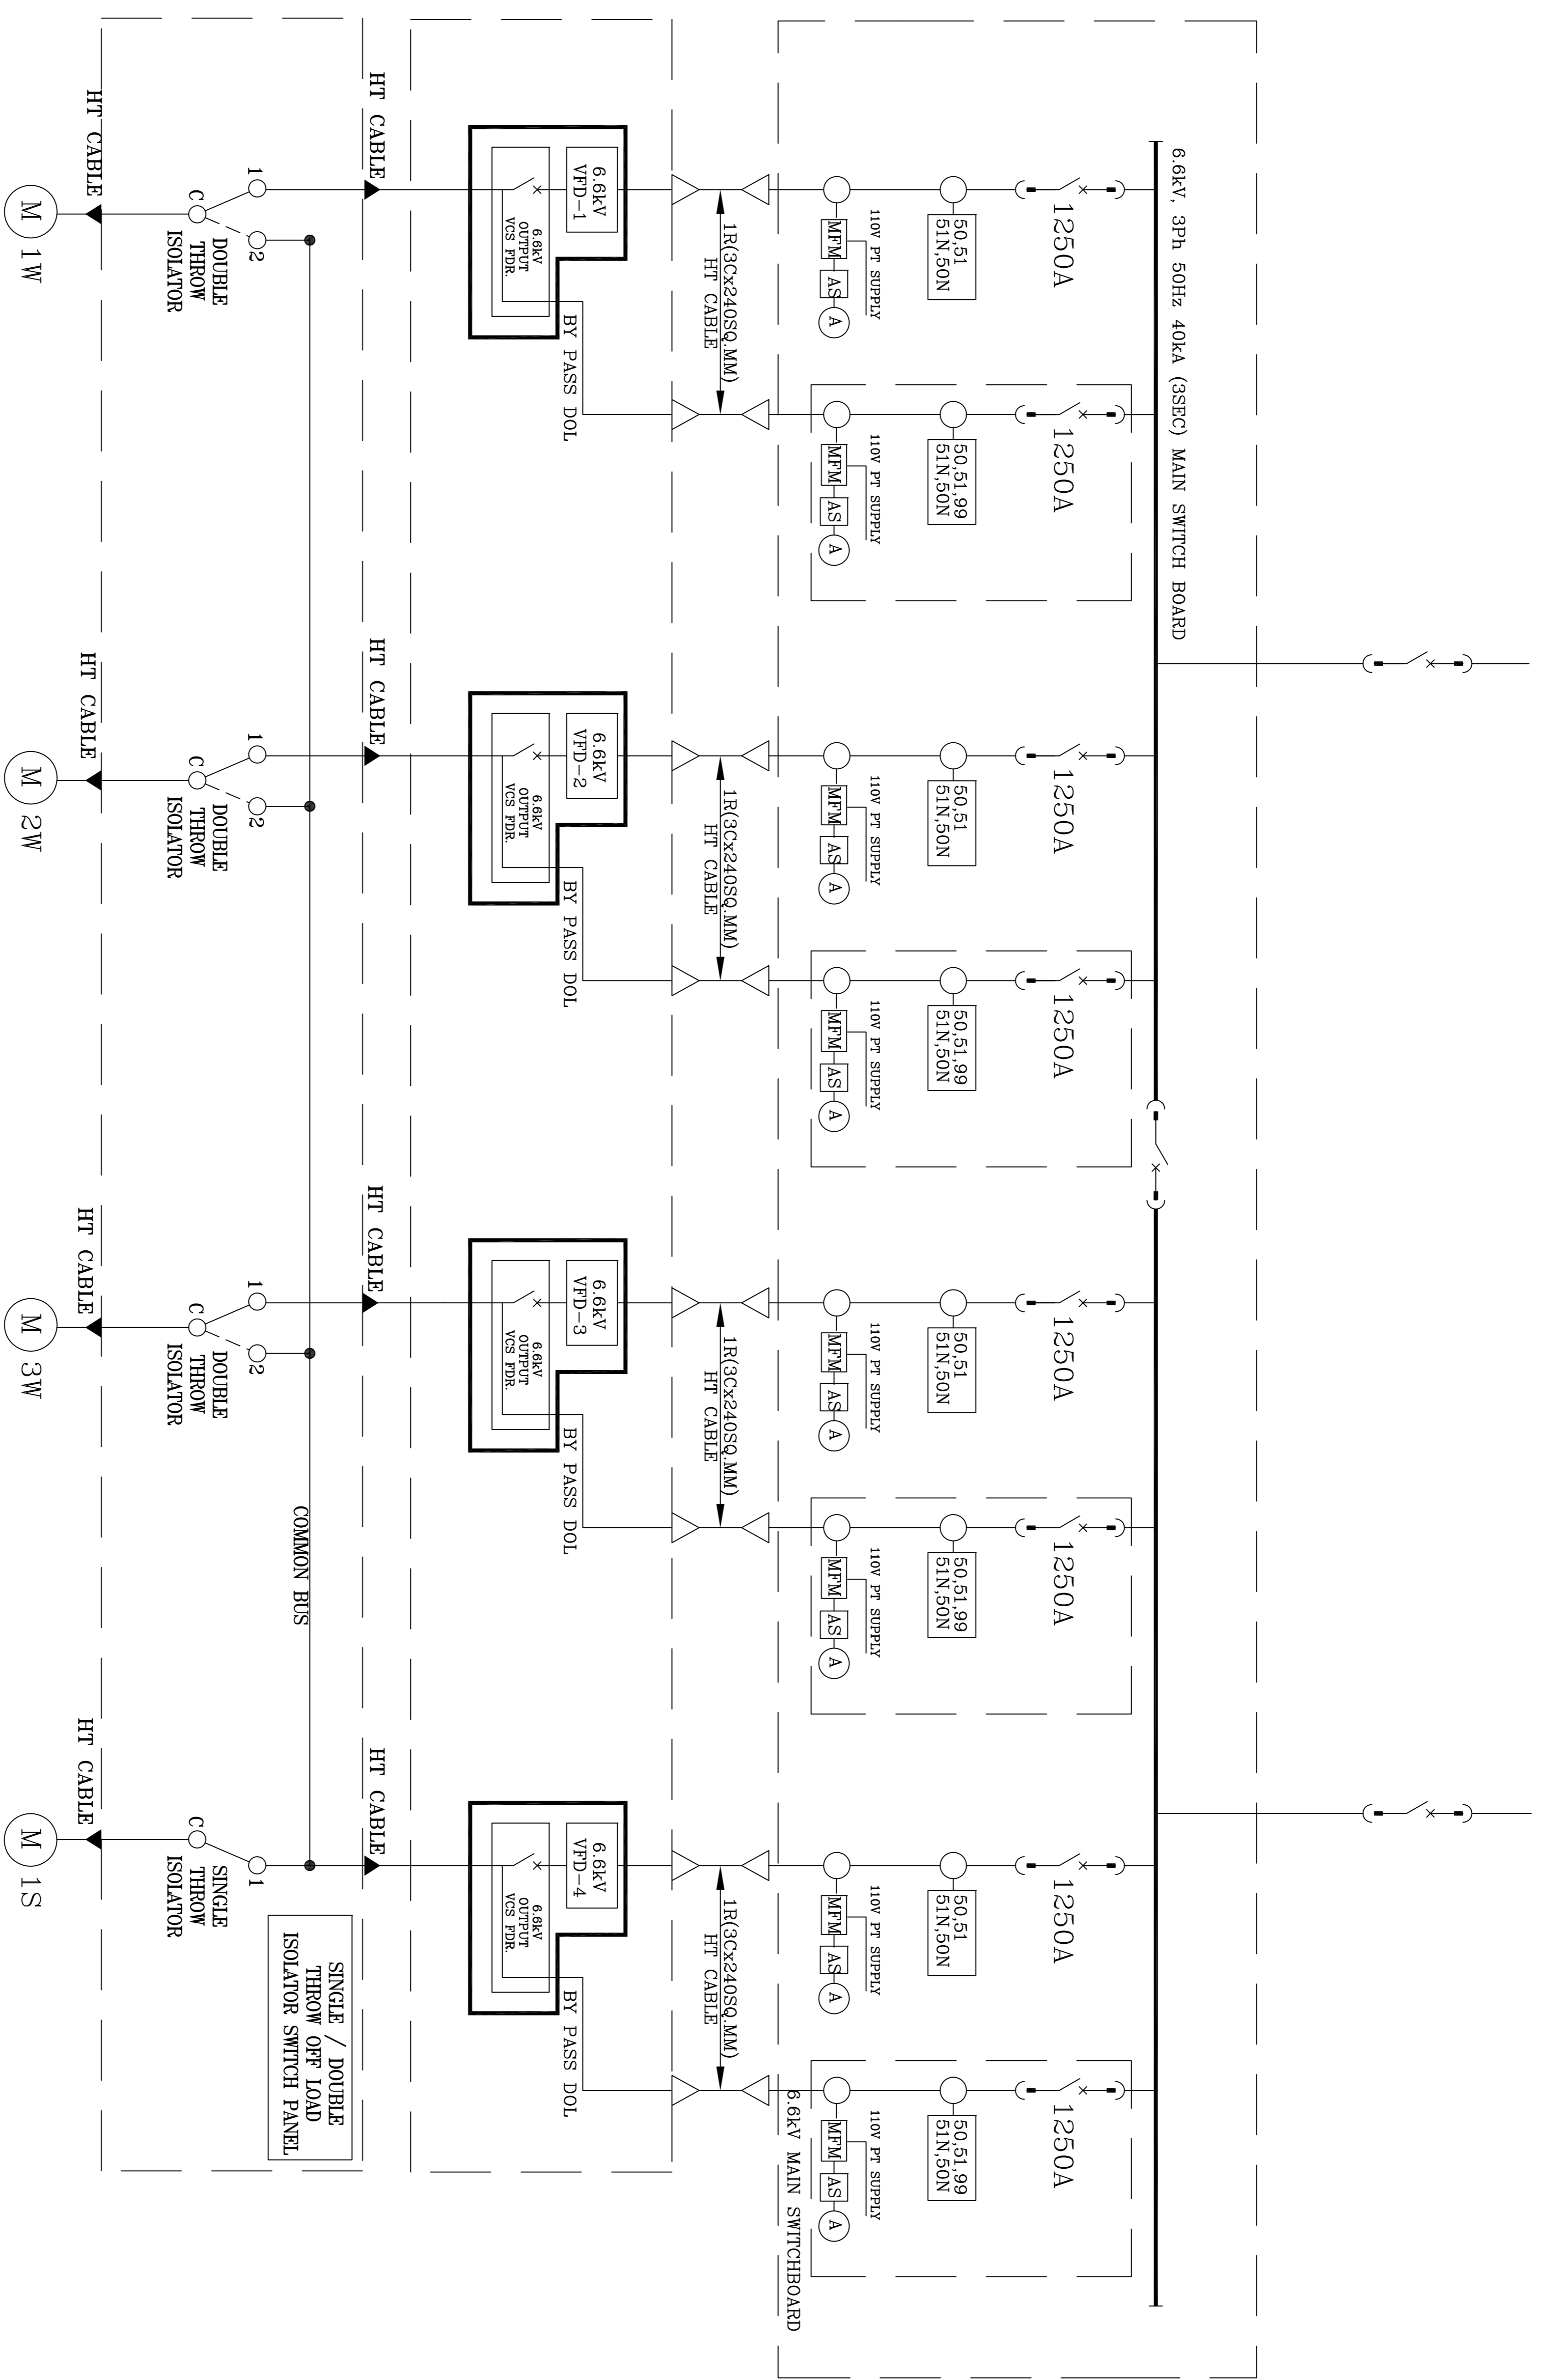 6.6kV, 3Ph 50Hz 40kA (3SEC) MAIN SWITCH BOARD
1250A
1250A
1250A
1250A
1250A
1250A
1250A
1250A
50,51
51N,50N
50,51,99
51N,50N
50,51
51N,50N
50,51,99
51N,50N
50,51
51N,50N
50,51,99
51N,50N
50,51
51N,50N
50,51,99
51N,50N
110V PT SUPPLY
MFM
AS
A
110V PT SUPPLY
MFM
AS
A
110V PT SUPPLY
MFM
AS
A
110V PT SUPPLY
MFM
AS
A
110V PT SUPPLY
MFM
AS
A
110V PT SUPPLY
MFM
AS
A
110V PT SUPPLY
MFM
AS
A
110V PT SUPPLY
MFM
AS
A
6.6kV MAIN SWITCHBOARD
1R(3Cx240SQ.MM)
HT CABLE
1R(3Cx240SQ.MM)
HT CABLE
1R(3Cx240SQ.MM)
HT CABLE
1R(3Cx240SQ.MM)
HT CABLE
6.6kV
VFD-1
6.6kV
OUTPUT
VCS FDR.
BY PASS DOL
6.6kV
VFD-2
6.6kV
OUTPUT
VCS FDR.
BY PASS DOL
6.6kV
VFD-3
6.6kV
OUTPUT
VCS FDR.
BY PASS DOL
6.6kV
VFD-4
6.6kV
OUTPUT
VCS FDR.
BY PASS DOL
HT CABLE
HT CABLE
HT CABLE
HT CABLE
COMMON BUS
SINGLE / DOUBLE
THROW OFF LOAD
ISOLATOR SWITCH PANEL
1
2
C
DOUBLE
THROW
ISOLATOR
1
2
C
DOUBLE
THROW
ISOLATOR
1
2
C
DOUBLE
THROW
ISOLATOR
1
C
SINGLE
THROW
ISOLATOR
HT CABLE
HT CABLE
HT CABLE
HT CABLE
M 1W
M 2W
M 3W
M 1S